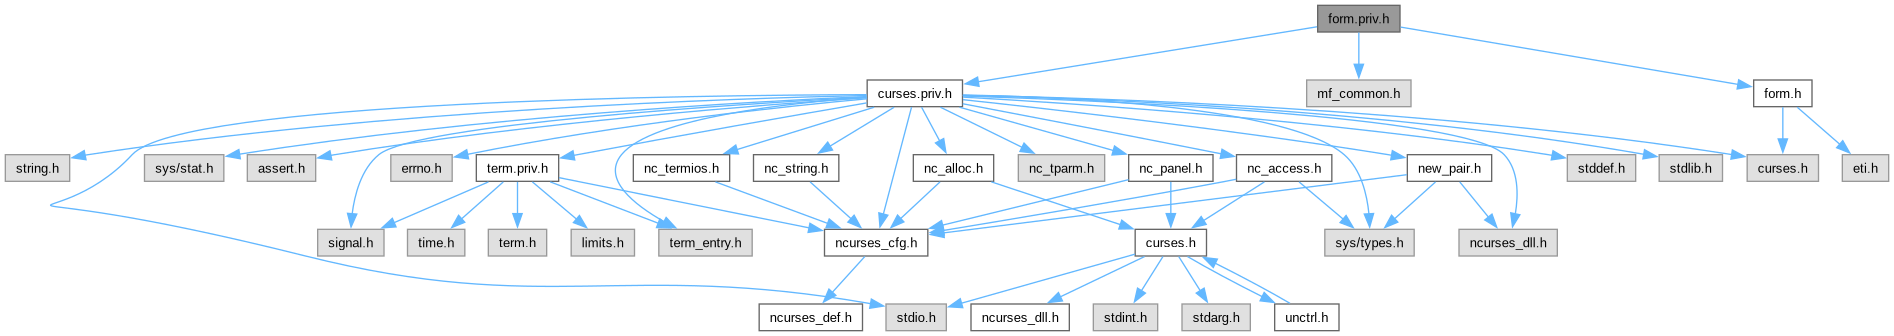 form.priv.h
curses.priv.h
mf_common.h
form.h
string.h
sys/stat.h
assert.h
errno.h
term.priv.h
nc_termios.h
nc_string.h
nc_alloc.h
nc_tparm.h
nc_panel.h
nc_access.h
new_pair.h
stddef.h
stdlib.h
curses.h
eti.h
signal.h
time.h
term.h
limits.h
term_entry.h
ncurses_cfg.h
curses.h
sys/types.h
ncurses_dll.h
ncurses_def.h
stdio.h
ncurses_dll.h
stdint.h
stdarg.h
unctrl.h